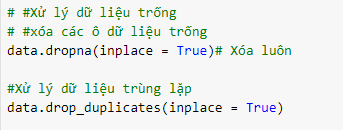 # #Xử lý dữ liệu trống
# #xóa các ô dữ liệu trống
data.dropna(inplace = True)# Xóa luôn
#Xử lý dữ liệu trùng lặp
data.drop_duplicates(inplace = True)